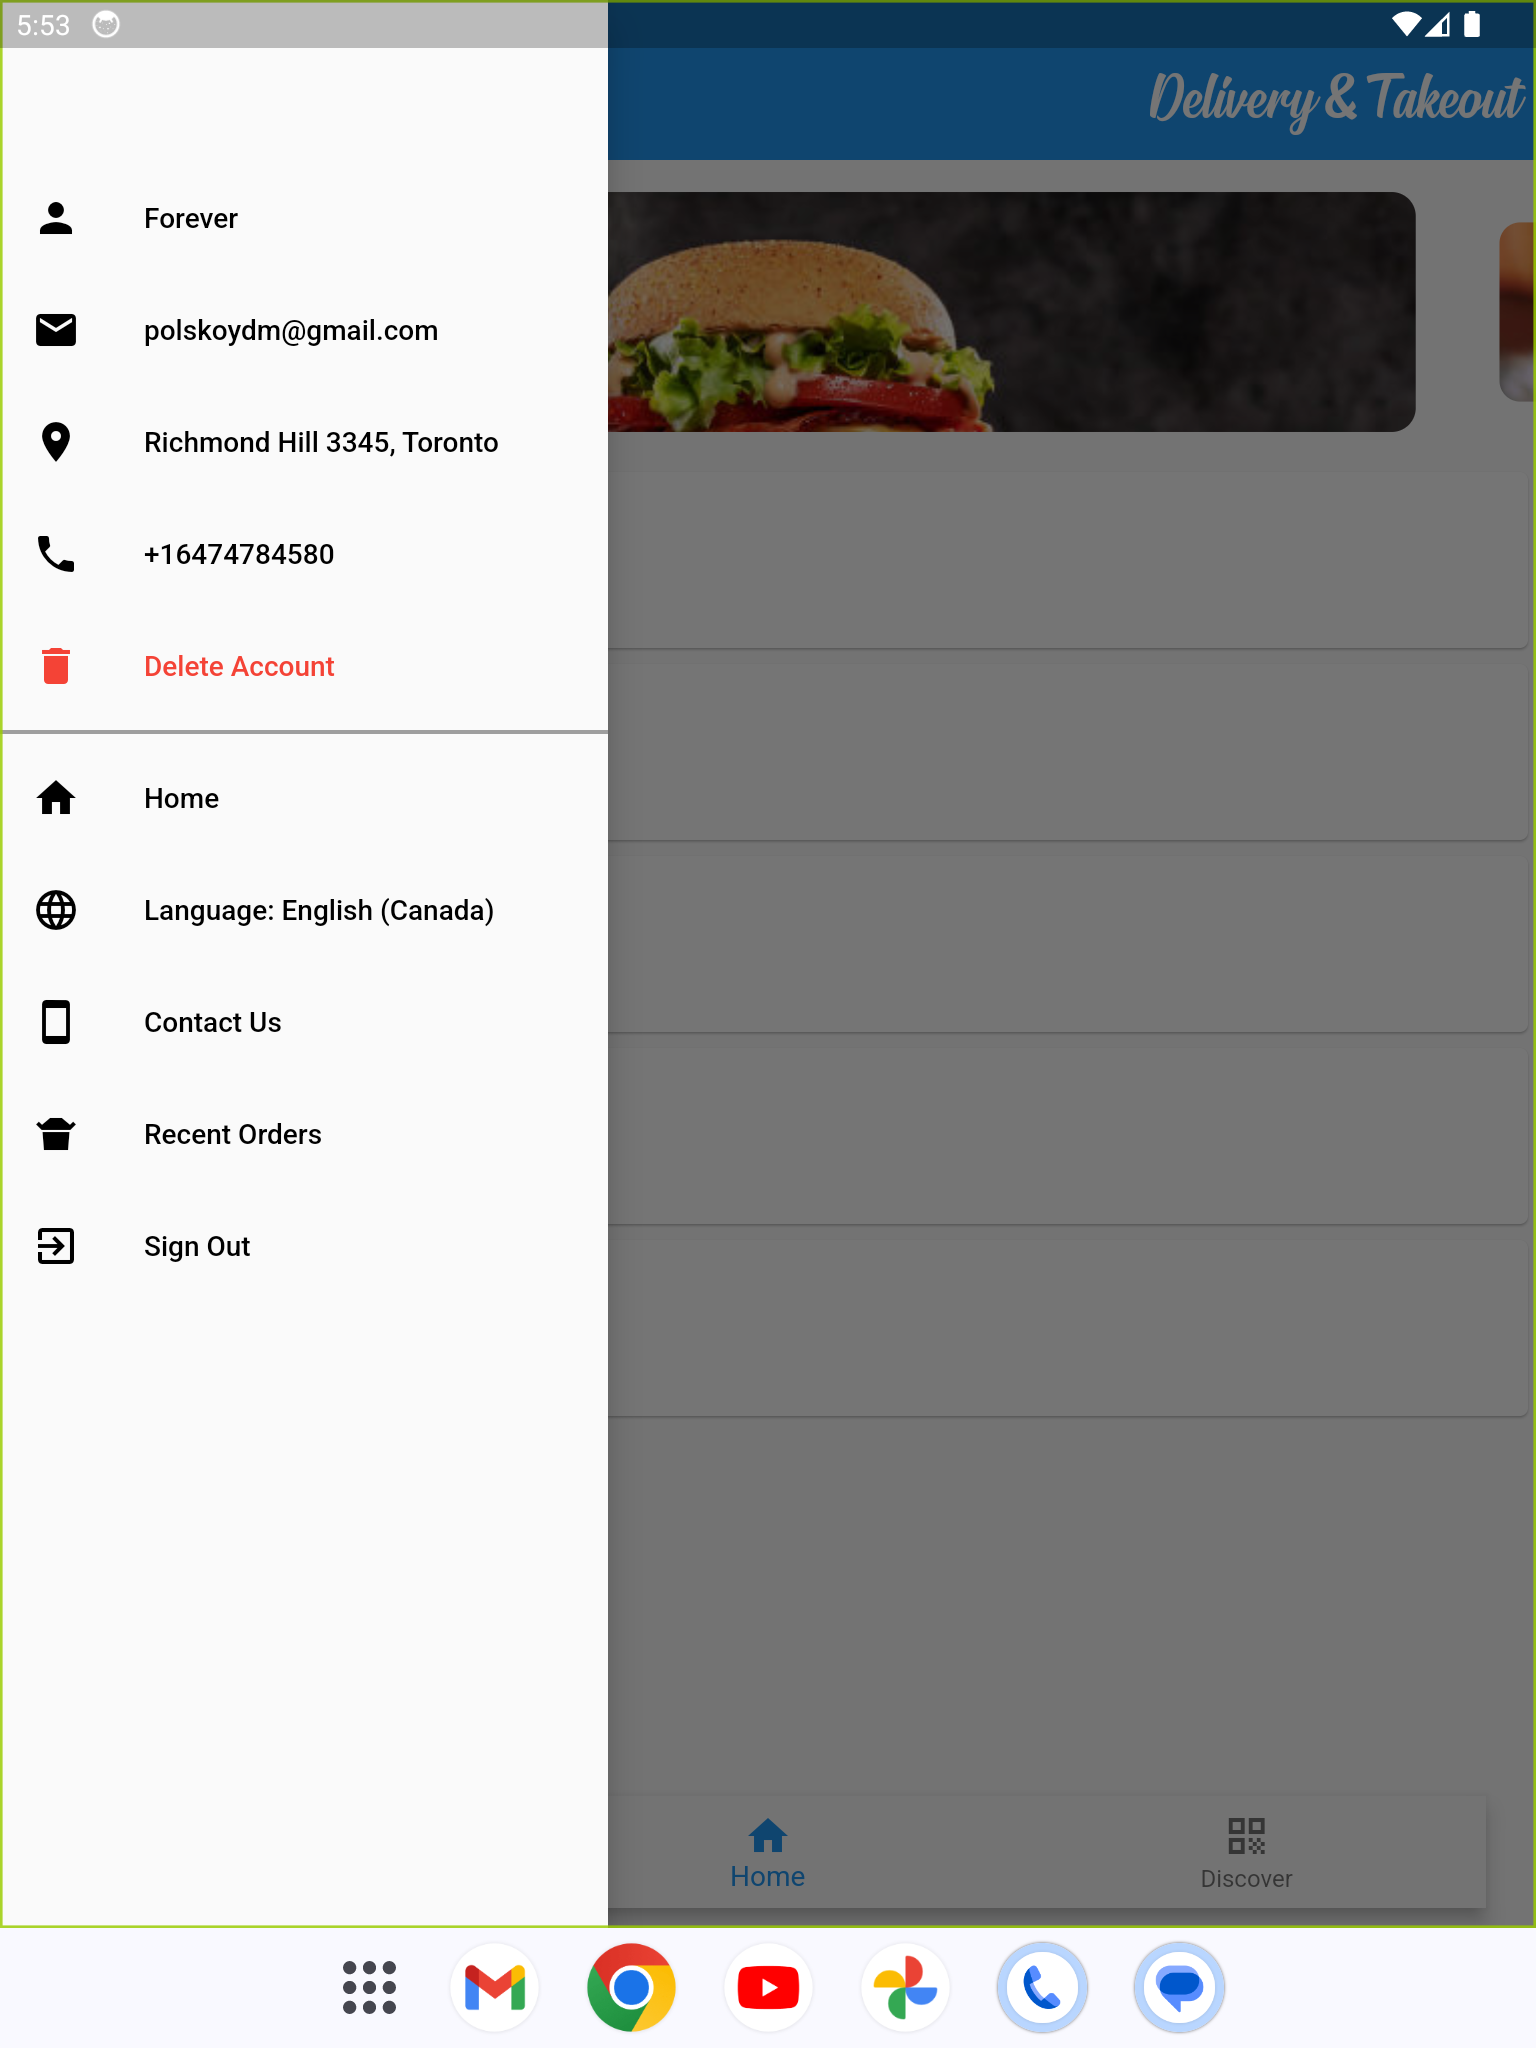 5:53
Delivery & Takeout
Forever
polskoydm@gmail.com
Richmond Hill 3345, Toronto
+16474784580
Delete Account
Home
Language: English (Canada)
Contact Us
Recent Orders
Sign Out
Home
Discover